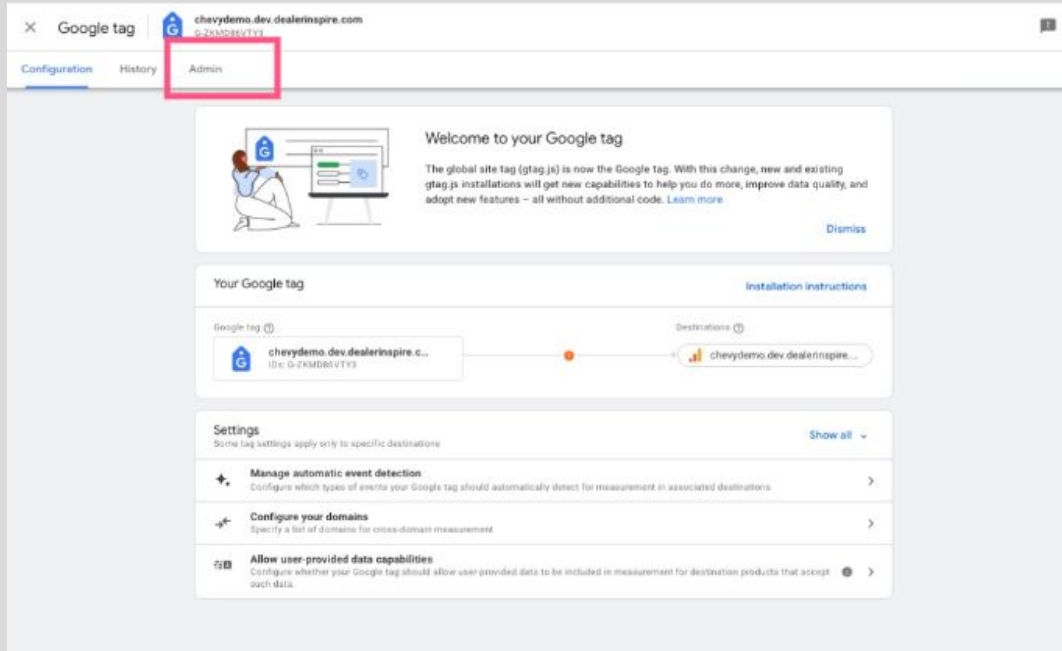 Google tag
chevydemo.dev.dealerinspire.com
Configuration
History
Admin
Welcome to your Google tag
The global site tag (gtag.js) is now the Google tag. With this change, new and existing
gtag.js installations will get new capabilities to help you do more, improve data quality, and
adopt new features – all without additional code. Learn more
Dismiss
Your Google tag
Installation instructions
Google tag
Destinations
chevydemo.dev.dealerinspire.c...
chevydemo.dev.dealerinspire...
Settings
Some tag settings apply only to specific destinations
Show all
Manage automatic event detection
Configure which types of events your Google tag should automatically detect for measurement in associated destinations
Configure your domains
Specify a list of domains for cross-domain measurement
Allow user-provided data capabilities
Configure whether your Google tag should allow user-provided data to be included in measurement for destination products that accept
such data.